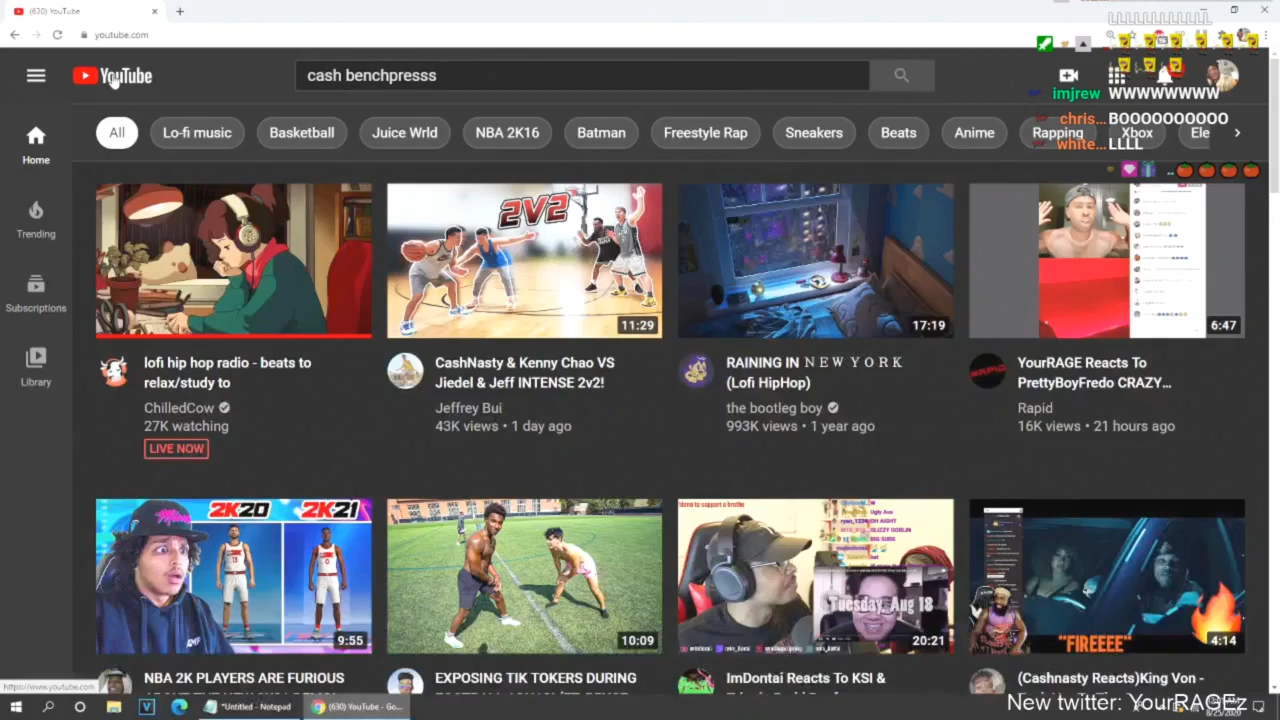 (630) YouTube
youtube.com
YouTube
cash benchpresss
imjrew WWWWWWWW
chris... BOOOOOOOOOO
white... LLLL
All
Lo-fi music
Basketball
Juice Wrld
NBA 2K16
Batman
Freestyle Rap
Sneakers
Beats
Anime
Rapping
Xbox
Ele
Home
Trending
Subscriptions
Library
2V2
11:29
17:19
6:47
lofi hip hop radio - beats to
relax/study to
ChilledCow
27K watching
LIVE NOW
CashNasty & Kenny Chao VS
Jiedel & Jeff INTENSE 2v2!
Jeffrey Bui
43K views • 1 day ago
RAINING IN N E W Y O R K
(Lofi HipHop)
the bootleg boy
993K views • 1 year ago
RAPID
YourRAGE Reacts To
PrettyBoyFredo CRAZY...
Rapid
16K views • 21 hours ago
2K20
2K21
9:55
10:09
Tuesday, Aug 18
20:21
"FIREEEE"
4:14
NBA 2K PLAYERS ARE FURIOUS
EXPOSING TIK TOKERS DURING
ImDontai Reacts To KSI &
(Cashnasty Reacts)King Von -
https://www.youtube.com
*Untitled - Notepad
(630) YouTube - Go...
New twitter: YourRAGEz
8/25/2020